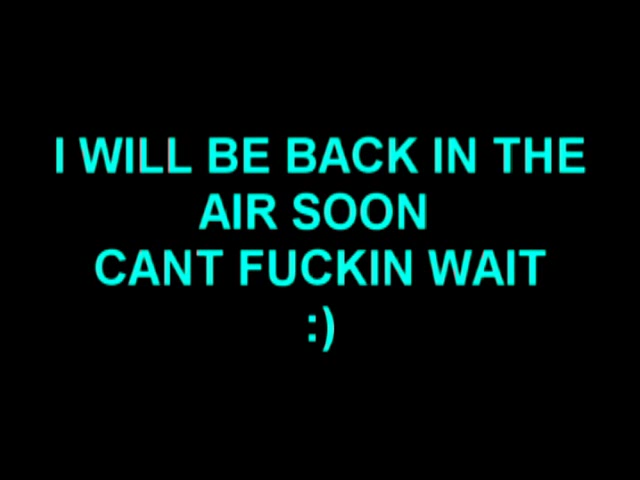 I WILL BE BACK IN THE
AIR SOON
CANT FUCKIN WAIT
:)